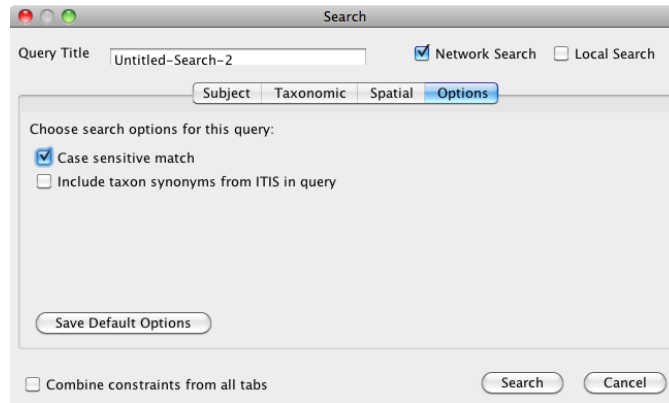 Search
Query Title Untitled-Search-2 Network Search Local Search
Subject Taxonomic Spatial Options
Choose search options for this query:
Case sensitive match
Include taxon synonyms from ITIS in query
Save Default Options
Combine constraints from all tabs Search Cancel